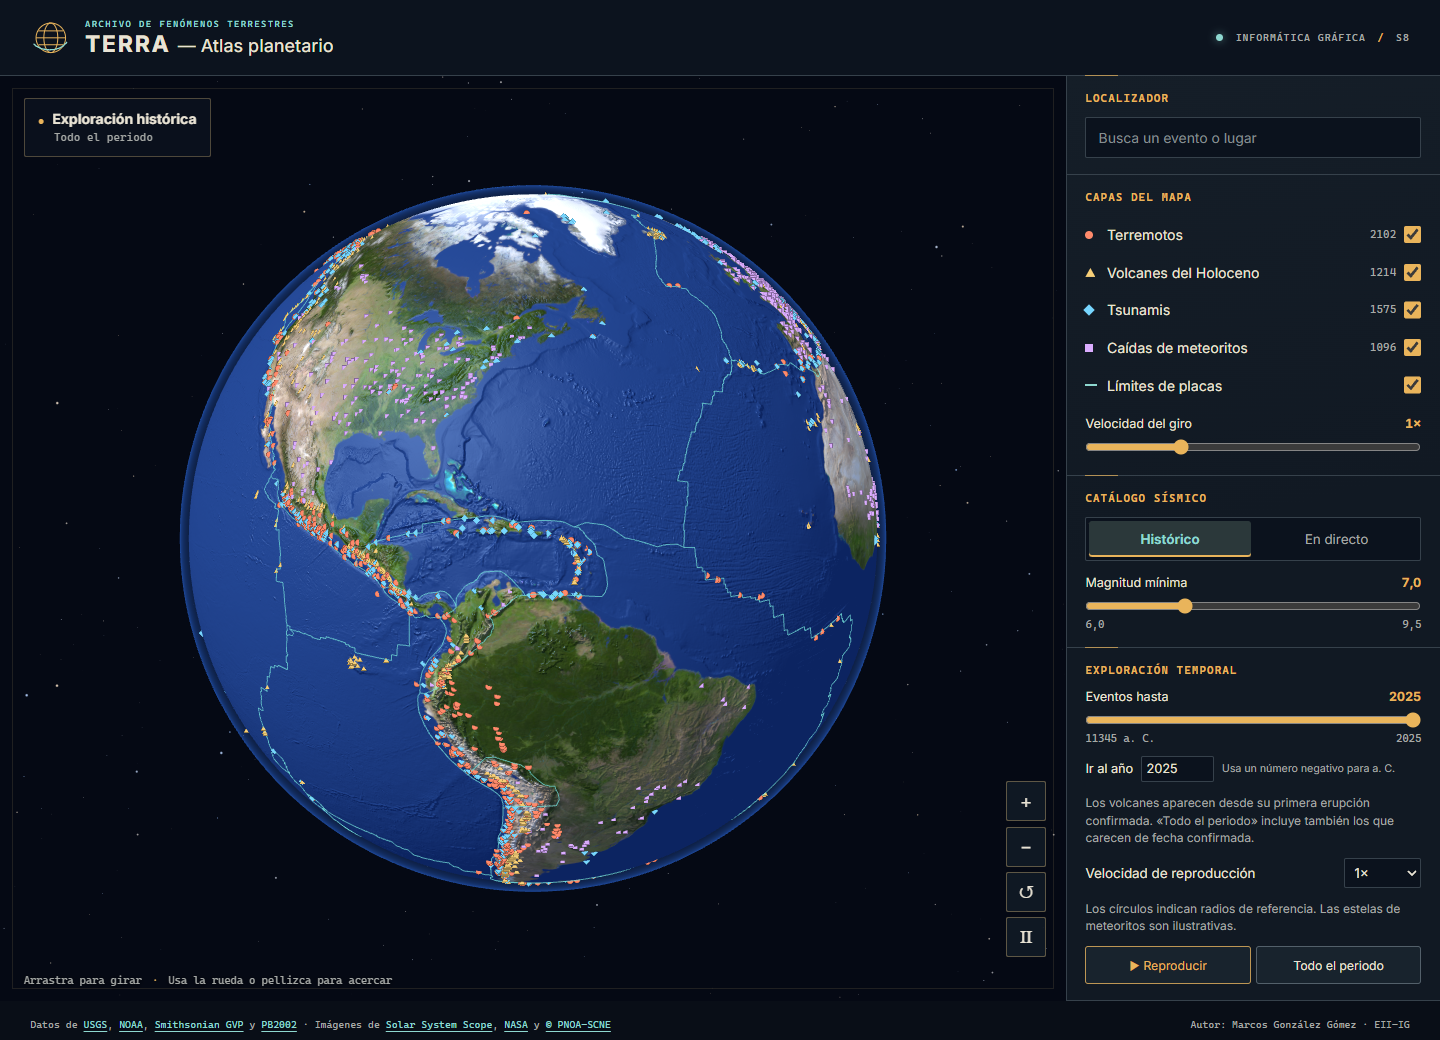 ARCHIVO DE FENÓMENOS TERRESTRES
TERRA — Atlas planetario
INFORMÁTICA GRÁFICA / S8
Exploración histórica
Todo el periodo
LOCALIZADOR
Busca un evento o lugar
CAPAS DEL MAPA
Terremotos 2102
Volcanes del Holoceno 1214
Tsunamis 1575
Caídas de meteoritos 1096
Límites de placas
Velocidad del giro 1×
CATÁLOGO SÍSMICO
Histórico En directo
Magnitud mínima 7,0
6,0 9,5
EXPLORACIÓN TEMPORAL
Eventos hasta 2025
11345 a. C. 2025
Ir al año 2025 Usa un número negativo para a. C.
Los volcanes aparecen desde su primera erupción
confirmada. «Todo el periodo» incluye también los que
carecen de fecha confirmada.
Velocidad de reproducción 1×
Los círculos indican radios de referencia. Las estelas de
meteoritos son ilustrativas.
▶ Reproducir Todo el periodo
+
−
↺
II
Arrastra para girar · Usa la rueda o pellizca para acercar
Datos de USGS, NOAA, Smithsonian GVP y PB2002 · Imágenes de Solar System Scope, NASA y © PNOA-SCNE
Autor: Marcos González Gómez · EII-IG